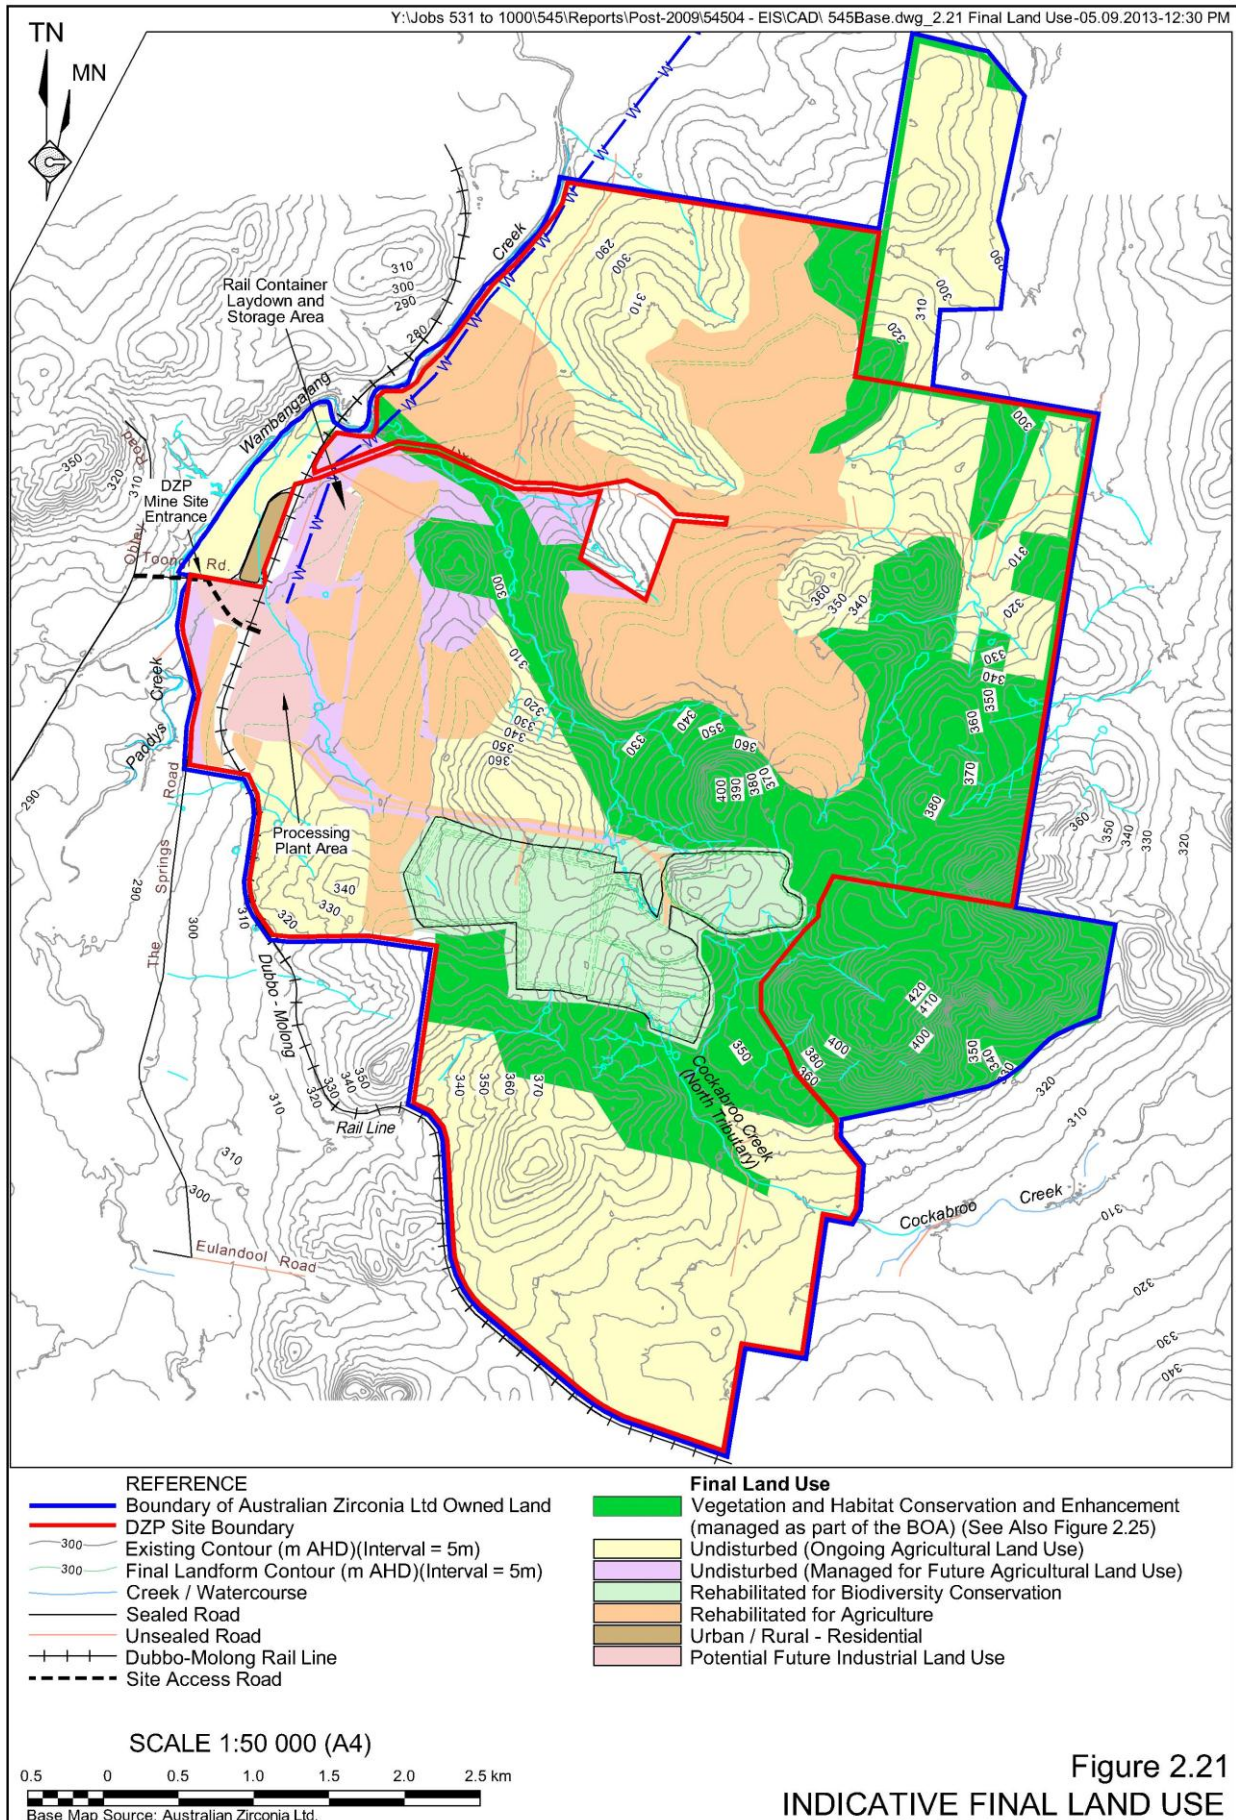 Y:\Jobs 531 to 1000\545\Reports\Post-2009\54504 - EIS\CAD\ 545Base.dwg_2.21 Final Land Use-05.09.2013-12:30 PM
TN
MN
Rail Container
Laydown and
Storage Area
Creek
Wambangalang
DZP
Mine Site
Entrance
Obley Road
Toongi Rd.
Paddys Creek
The Springs Road
Processing
Plant Area
Dubbo - Molong
Rail Line
Eulandool Road
Cockabroo Creek
(North Tributary)
Cockabroo Creek
REFERENCE
Boundary of Australian Zirconia Ltd Owned Land
DZP Site Boundary
300 Existing Contour (m AHD)(Interval = 5m)
300 Final Landform Contour (m AHD)(Interval = 5m)
Creek / Watercourse
Sealed Road
Unsealed Road
Dubbo-Molong Rail Line
Site Access Road
Final Land Use
Vegetation and Habitat Conservation and Enhancement
(managed as part of the BOA) (See Also Figure 2.25)
Undisturbed (Ongoing Agricultural Land Use)
Undisturbed (Managed for Future Agricultural Land Use)
Rehabilitated for Biodiversity Conservation
Rehabilitated for Agriculture
Urban / Rural - Residential
Potential Future Industrial Land Use
SCALE 1:50 000 (A4)
0.5 0 0.5 1.0 1.5 2.0 2.5 km
Base Map Source: Australian Zirconia Ltd.
Figure 2.21
INDICATIVE FINAL LAND USE